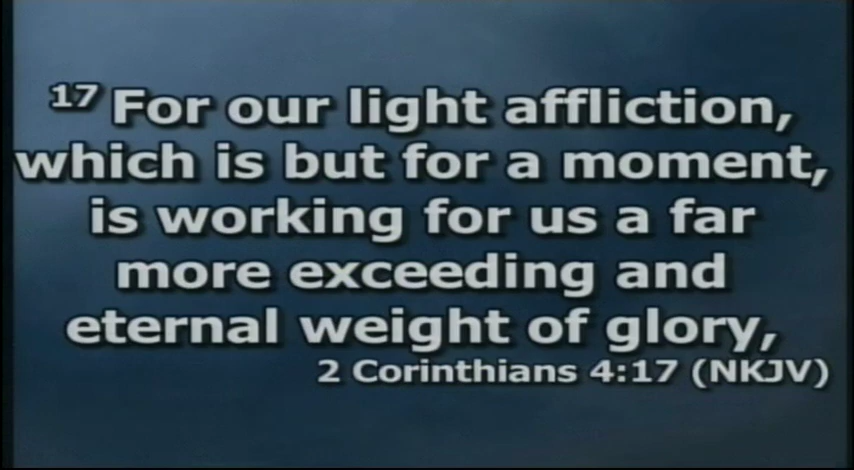 17 For our light affliction,
which is but for a moment,
is working for us a far
more exceeding and
eternal weight of glory,
2 Corinthians 4:17 (NKJV)